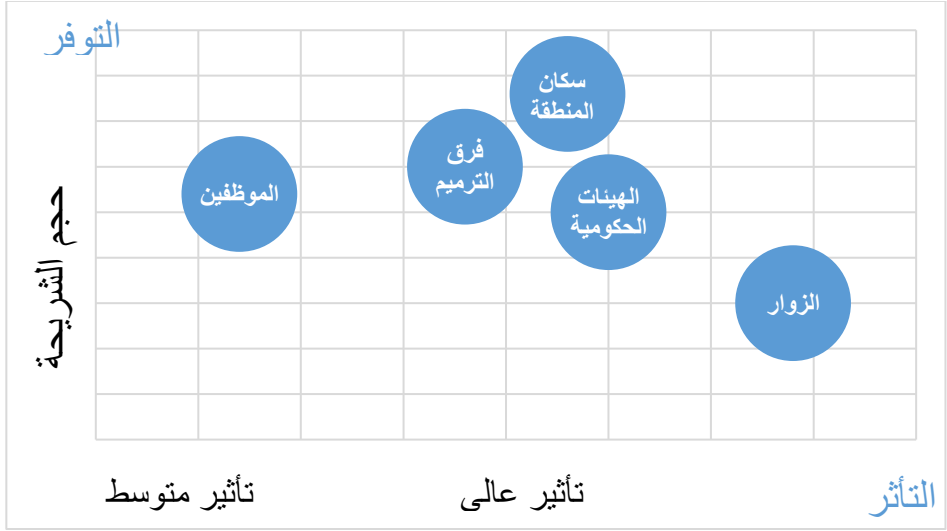 التوفر
سكان
المنطقة
فرق
الترميم
الموظفين
الهيئات
الحكومية
الزوار
حجم الشريحة
تأثير متوسط
تأثير عالى
التأثر